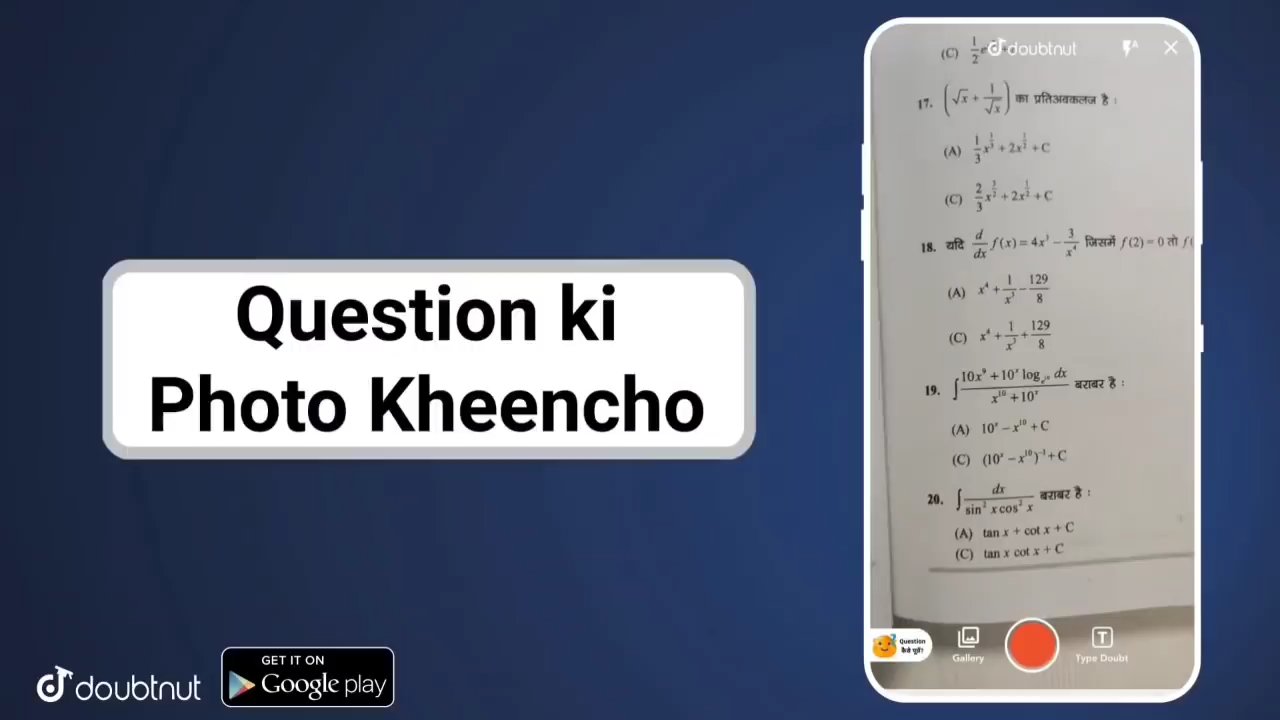 Question ki
Photo Kheencho
doubtnut
GET IT ON
Google play
doubtnut
(C) 1/2
17. (√x + 1/√x) का प्रतिअवकलज है :
(A) 1/3 x^(1/3) + 2x^(1/2) + C
(C) 2/3 x^(3/2) + 2x^(1/2) + C
18. यदि d/dx f(x) = 4x³ − 3/x⁴ जिसमें f(2) = 0 तो f(
(A) x⁴ + 1/x³ − 129/8
(C) x⁴ + 1/x³ + 129/8
19. ∫ (10x⁹ + 10ˣ log dx)/(x¹⁰ + 10ˣ) बराबर है :
(A) 10ˣ − x¹⁰ + C
(C) (10ˣ − x¹⁰)⁻¹ + C
20. ∫ dx/(sin² x cos² x) बराबर है :
(A) tan x + cot x + C
(C) tan x cot x + C
Question
कैसे पूछें?
Gallery
T
Type Doubt